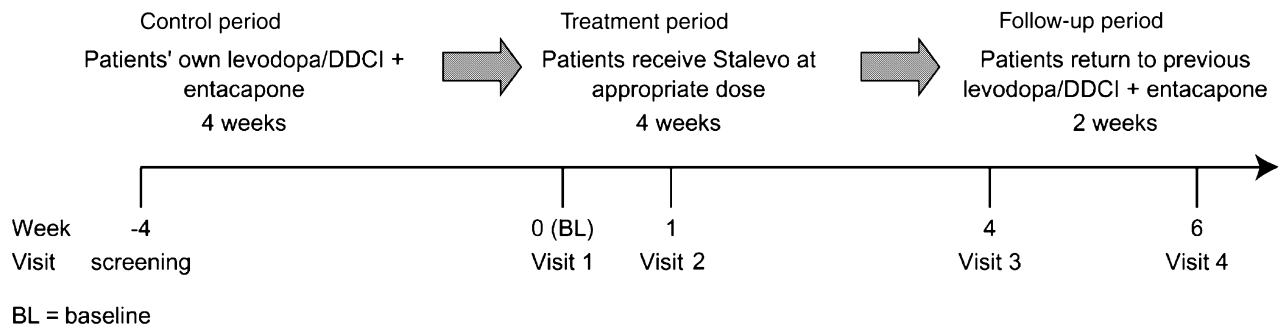 Control period
Treatment period
Follow-up period
Patients' own levodopa/DDCI +
entacapone
4 weeks
Patients receive Stalevo at
appropriate dose
4 weeks
Patients return to previous
levodopa/DDCI + entacapone
2 weeks
Week -4 0 (BL) 1 4 6
Visit screening Visit 1 Visit 2 Visit 3 Visit 4
BL = baseline